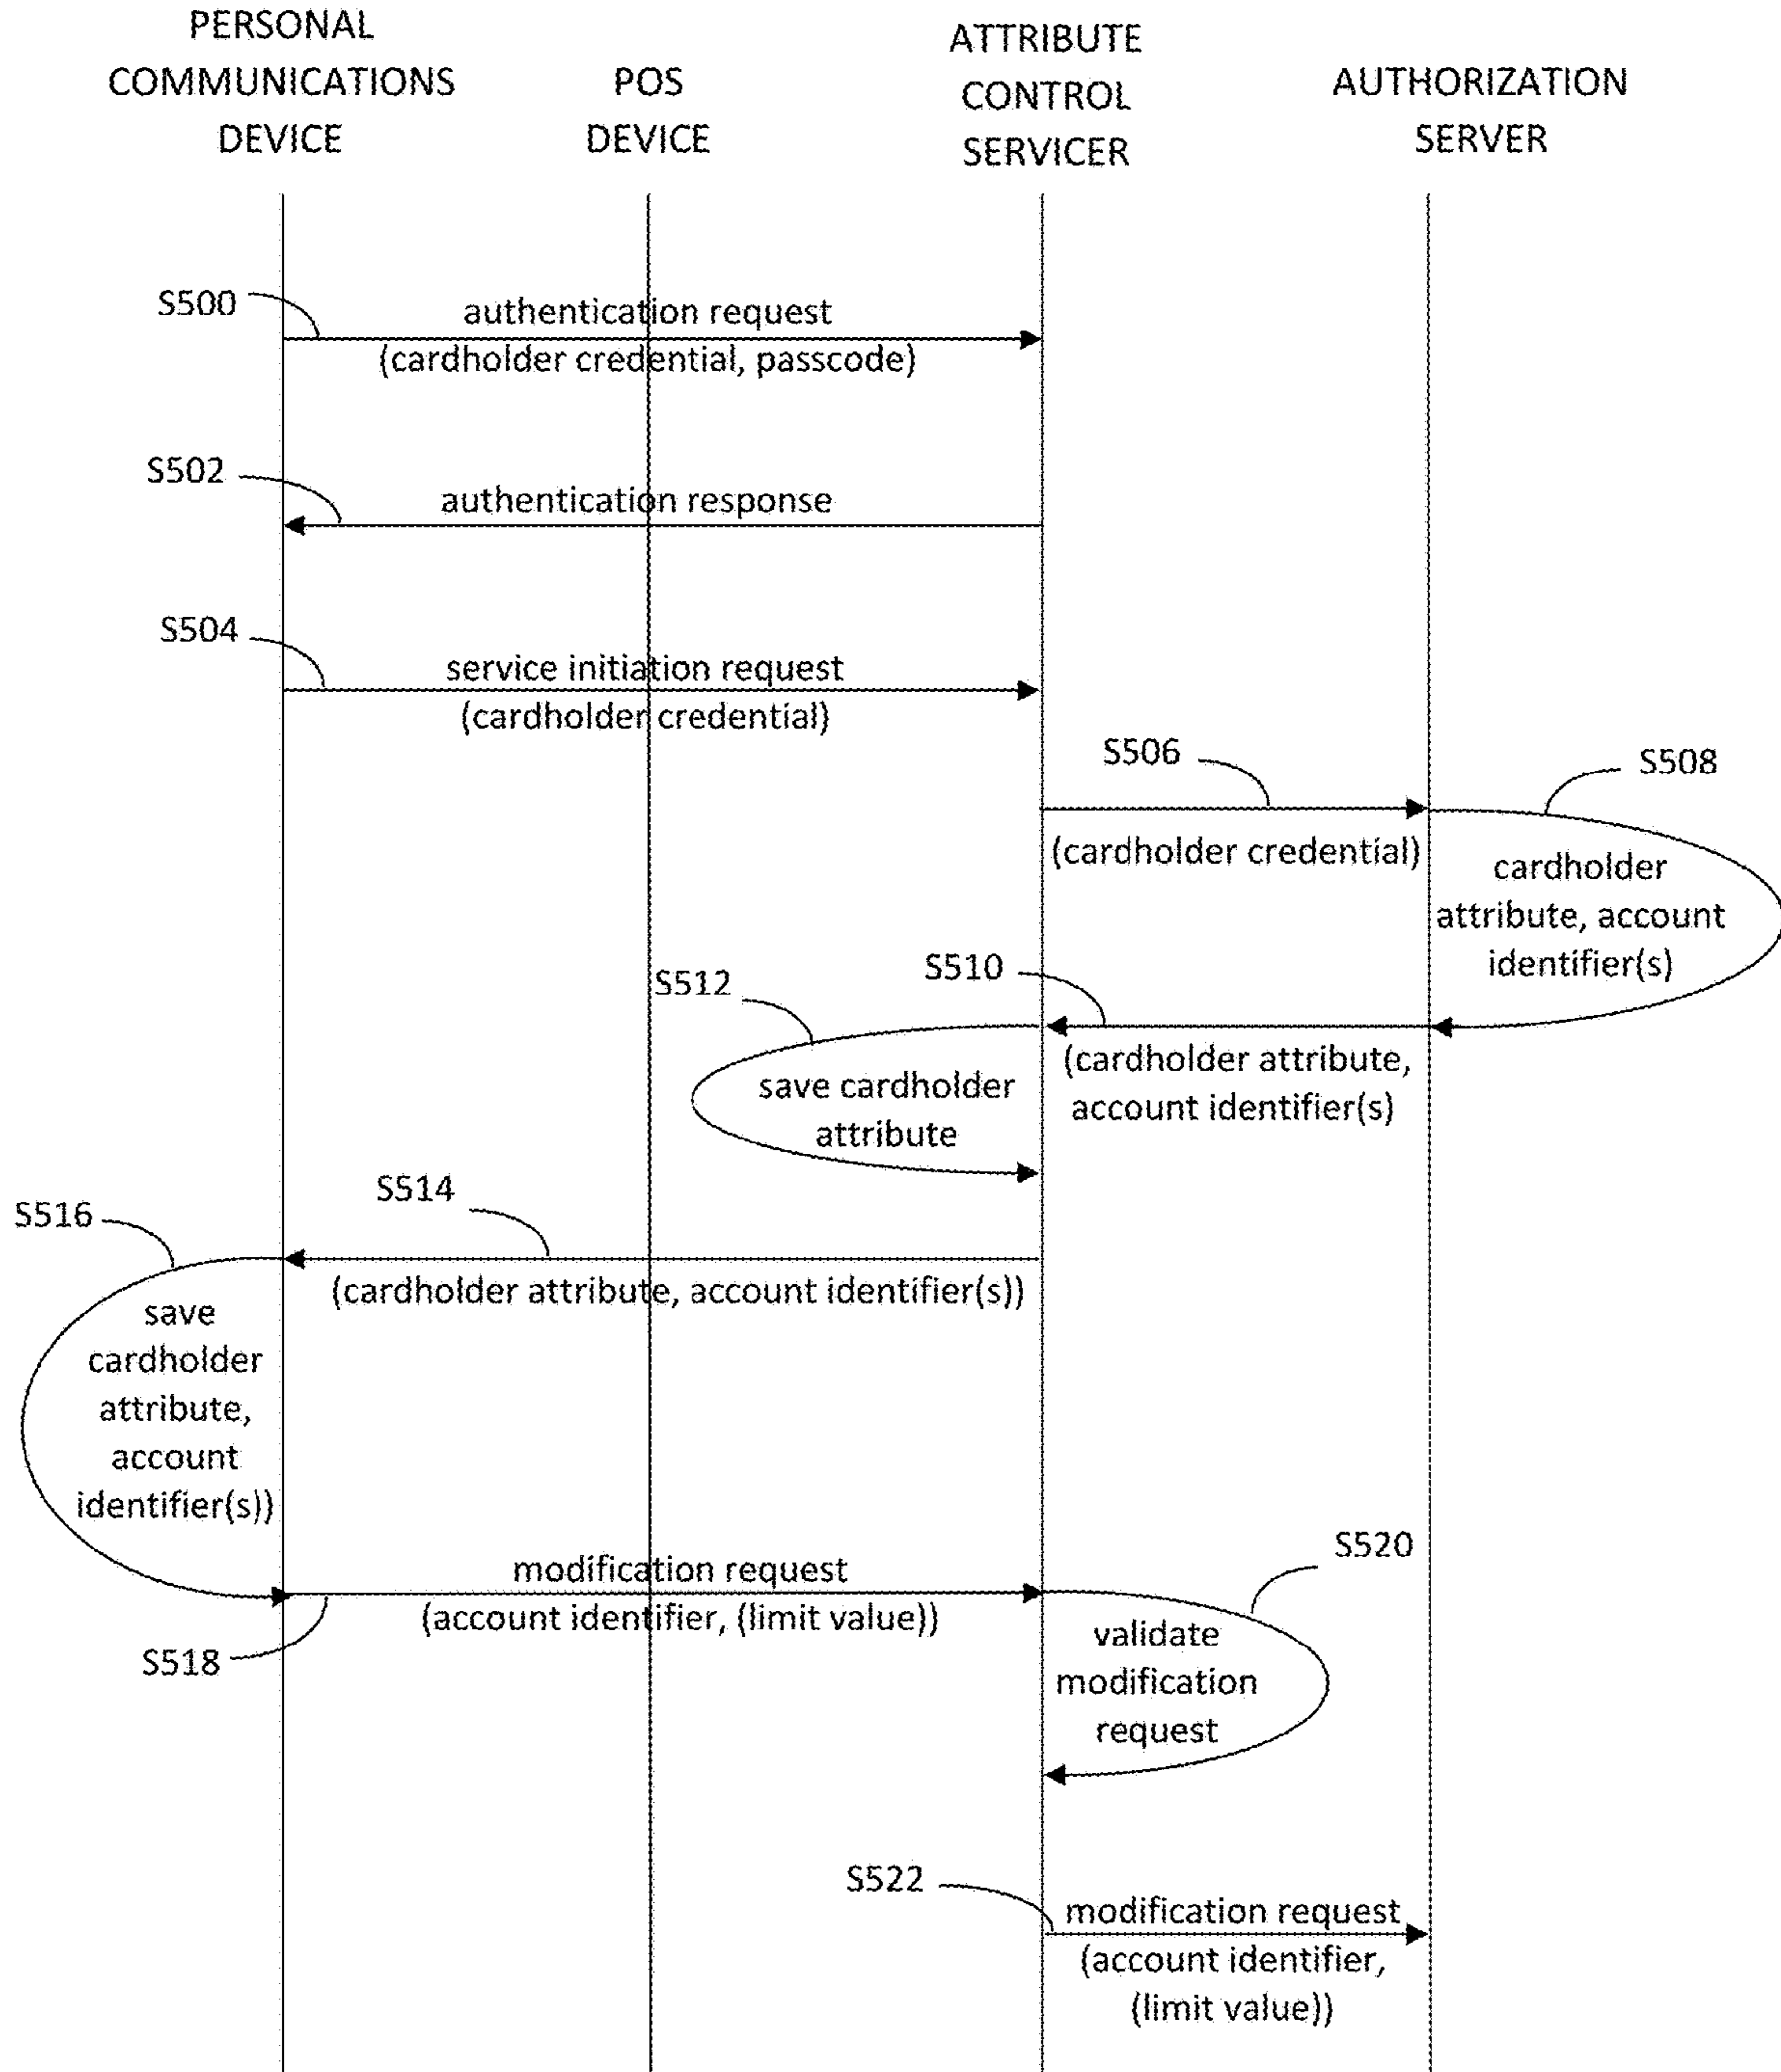 PERSONAL
COMMUNICATIONS
DEVICE
POS
DEVICE
ATTRIBUTE
CONTROL
SERVICER
AUTHORIZATION
SERVER
S500
authentication request
(cardholder credential, passcode)
S502
authentication response
S504
service initiation request
(cardholder credential)
S506
S508
(cardholder credential)
cardholder
attribute, account
identifier(s)
S510
S512
(cardholder attribute,
account identifier(s)
save cardholder
attribute
S514
S516
(cardholder attribute, account identifier(s))
save
cardholder
attribute,
account
identifier(s))
S518
modification request
(account identifier, (limit value))
S520
validate
modification
request
S522
modification request
(account identifier,
(limit value))